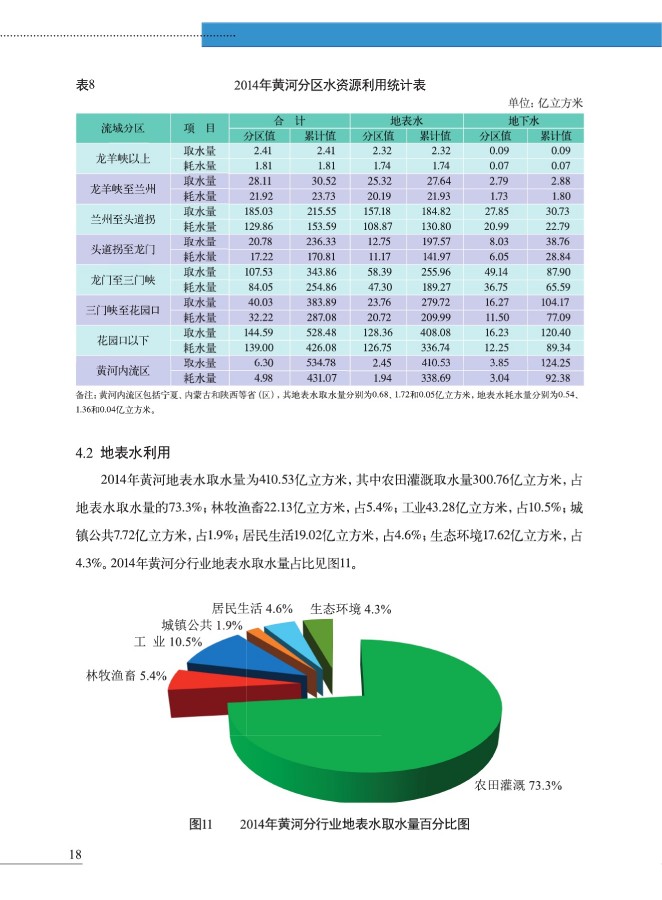 表8 2014年黄河分区水资源利用统计表
单位：亿立方米
流域分区 项 目 合 计 地表水 地下水
分区值 累计值 分区值 累计值 分区值 累计值
龙羊峡以上 取水量 2.41 2.41 2.32 2.32 0.09 0.09
耗水量 1.81 1.81 1.74 1.74 0.07 0.07
龙羊峡至兰州 取水量 28.11 30.52 25.32 27.64 2.79 2.88
耗水量 21.92 23.73 20.19 21.93 1.73 1.80
兰州至头道拐 取水量 185.03 215.55 157.18 184.82 27.85 30.73
耗水量 129.86 153.59 108.87 130.80 20.99 22.79
头道拐至龙门 取水量 20.78 236.33 12.75 197.57 8.03 38.76
耗水量 17.22 170.81 11.17 141.97 6.05 28.84
龙门至三门峡 取水量 107.53 343.86 58.39 255.96 49.14 87.90
耗水量 84.05 254.86 47.30 189.27 36.75 65.59
三门峡至花园口 取水量 40.03 383.89 23.76 279.72 16.27 104.17
耗水量 32.22 287.08 20.72 209.99 11.50 77.09
花园口以下 取水量 144.59 528.48 128.36 408.08 16.23 120.40
耗水量 139.00 426.08 126.75 336.74 12.25 89.34
黄河内流区 取水量 6.30 534.78 2.45 410.53 3.85 124.25
耗水量 4.98 431.07 1.94 338.69 3.04 92.38
备注：黄河内流区包括宁夏、内蒙古和陕西等省（区），其地表水取水量分别为0.68、1.72和0.05亿立方米，地表水耗水量分别为0.54、
1.36和0.04亿立方米。
4.2 地表水利用
2014年黄河地表水取水量为410.53亿立方米，其中农田灌溉取水量300.76亿立方米，占
地表水取水量的73.3%；林牧渔畜22.13亿立方米，占5.4%；工业43.28亿立方米，占10.5%；城
镇公共7.72亿立方米，占1.9%；居民生活19.02亿立方米，占4.6%；生态环境17.62亿立方米，占
4.3%。2014年黄河分行业地表水取水量占比见图11。
居民生活 4.6% 生态环境 4.3%
城镇公共 1.9%
工 业 10.5%
林牧渔畜 5.4%
农田灌溉 73.3%
图11 2014年黄河分行业地表水取水量百分比图
18